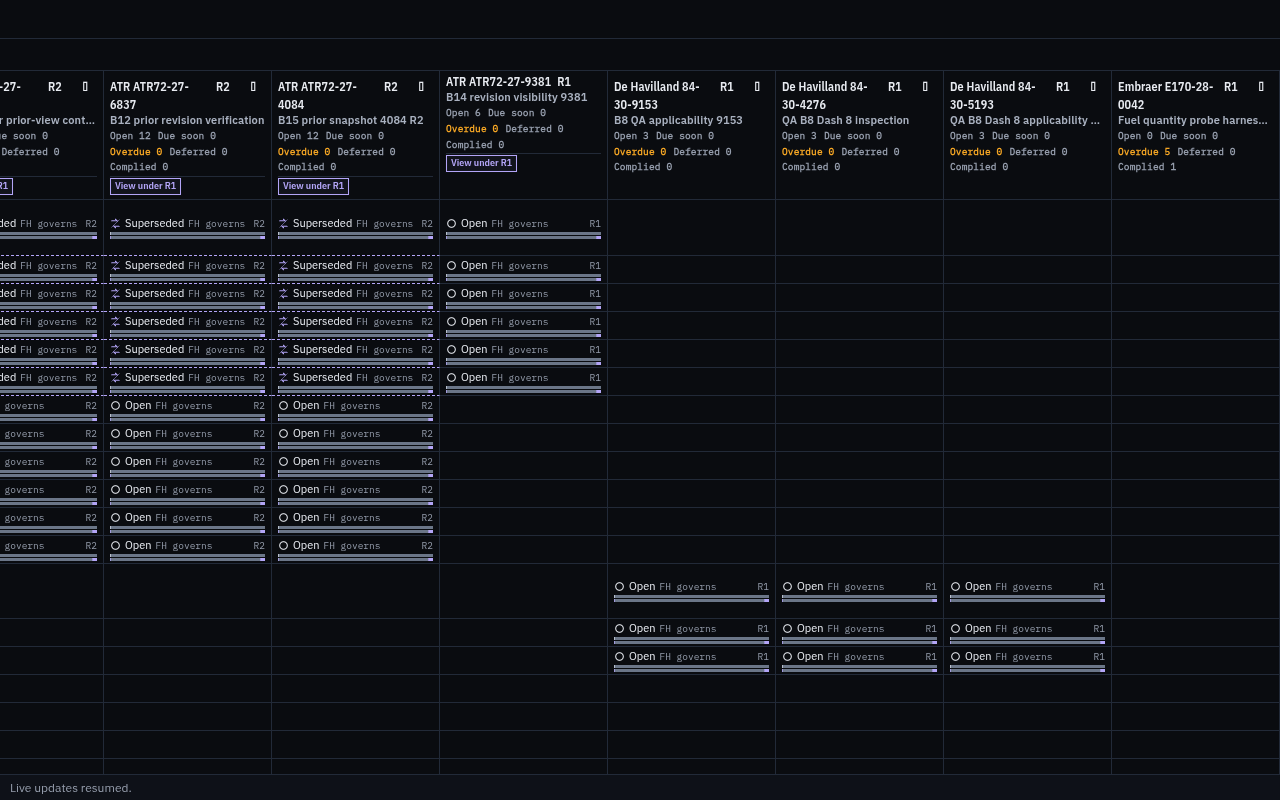 -27- R2
r prior-view cont...
ue soon 0
Deferred 0
R1
ATR ATR72-27- R2
6837
B12 prior revision verification
Open 12 Due soon 0
Overdue 0 Deferred 0
Complied 0
View under R1
ATR ATR72-27- R2
4084
B15 prior snapshot 4084 R2
Open 12 Due soon 0
Overdue 0 Deferred 0
Complied 0
View under R1
ATR ATR72-27-9381 R1
B14 revision visibility 9381
Open 6 Due soon 0
Overdue 0 Deferred 0
Complied 0
View under R1
De Havilland 84- R1
30-9153
B8 QA applicability 9153
Open 3 Due soon 0
Overdue 0 Deferred 0
Complied 0
De Havilland 84- R1
30-4276
QA B8 Dash 8 inspection
Open 3 Due soon 0
Overdue 0 Deferred 0
Complied 0
De Havilland 84- R1
30-5193
QA B8 Dash 8 applicability ...
Open 3 Due soon 0
Overdue 0 Deferred 0
Complied 0
Embraer E170-28- R1
0042
Fuel quantity probe harnes...
Open 0 Due soon 0
Overdue 5 Deferred 0
Complied 1
ded FH governs R2 Superseded FH governs R2 Superseded FH governs R2 Open FH governs R1
ded FH governs R2 Superseded FH governs R2 Superseded FH governs R2 Open FH governs R1
ded FH governs R2 Superseded FH governs R2 Superseded FH governs R2 Open FH governs R1
ded FH governs R2 Superseded FH governs R2 Superseded FH governs R2 Open FH governs R1
ded FH governs R2 Superseded FH governs R2 Superseded FH governs R2 Open FH governs R1
ded FH governs R2 Superseded FH governs R2 Superseded FH governs R2 Open FH governs R1
governs R2 Open FH governs R2 Open FH governs R2
governs R2 Open FH governs R2 Open FH governs R2
governs R2 Open FH governs R2 Open FH governs R2
governs R2 Open FH governs R2 Open FH governs R2
governs R2 Open FH governs R2 Open FH governs R2
governs R2 Open FH governs R2 Open FH governs R2
Open FH governs R1 Open FH governs R1 Open FH governs R1
Open FH governs R1 Open FH governs R1 Open FH governs R1
Open FH governs R1 Open FH governs R1 Open FH governs R1
Live updates resumed.